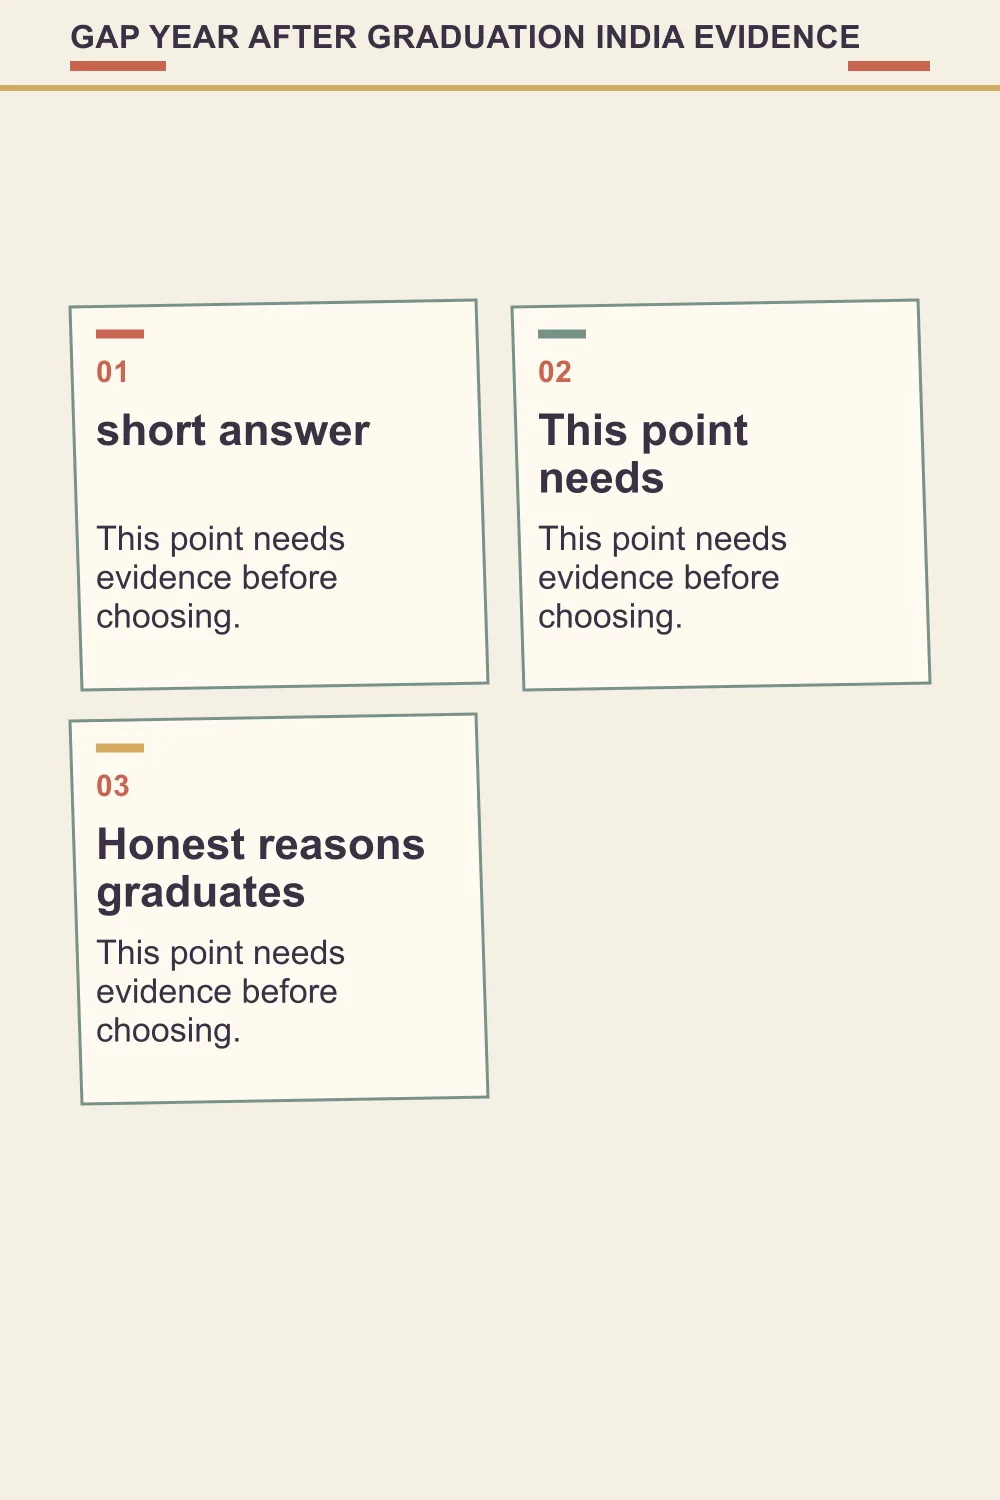 GAP YEAR AFTER GRADUATION INDIA EVIDENCE
01
short answer
This point needs
evidence before
choosing.
02
This point
needs
This point needs
evidence before
choosing.
03
Honest reasons
graduates
This point needs
evidence before
choosing.